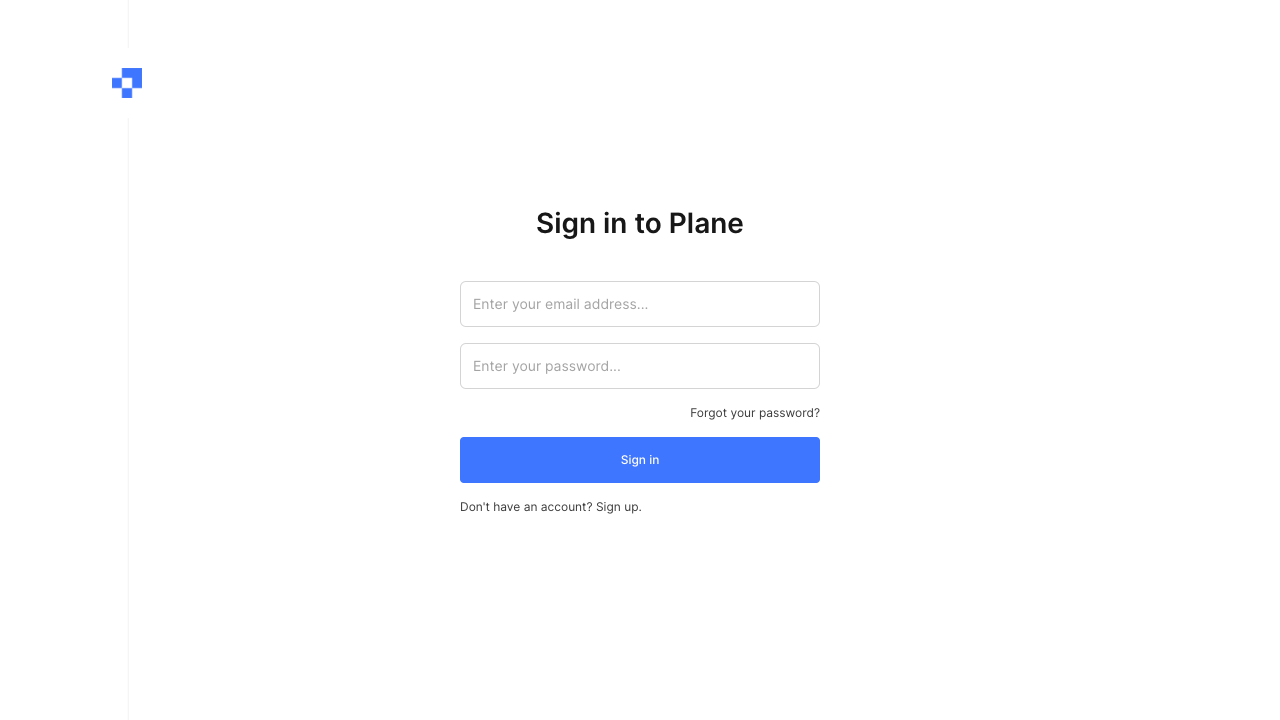 Sign in to Plane
Enter your email address...
Enter your password...
Forgot your password?
Sign in
Don't have an account? Sign up.